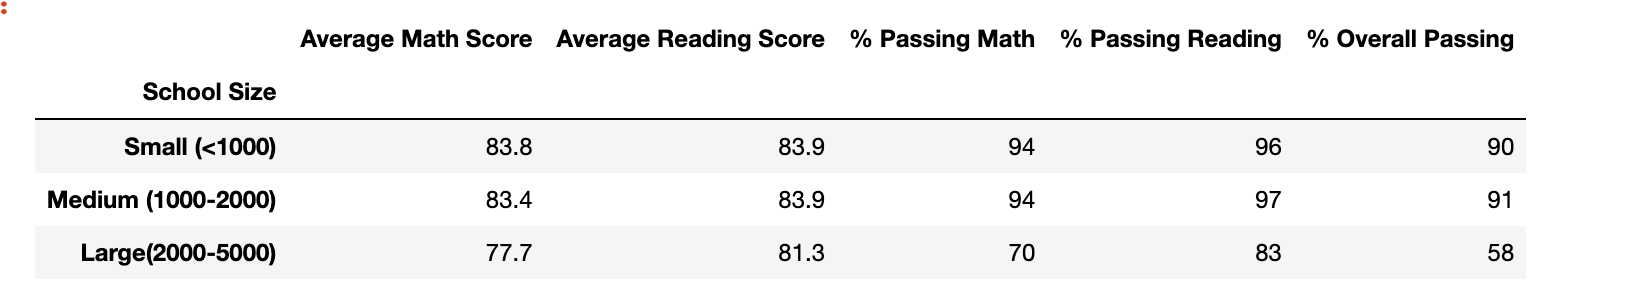 :
Average Math Score Average Reading Score % Passing Math % Passing Reading % Overall Passing
School Size
Small (<1000) 83.8 83.9 94 96 90
Medium (1000-2000) 83.4 83.9 94 97 91
Large(2000-5000) 77.7 81.3 70 83 58